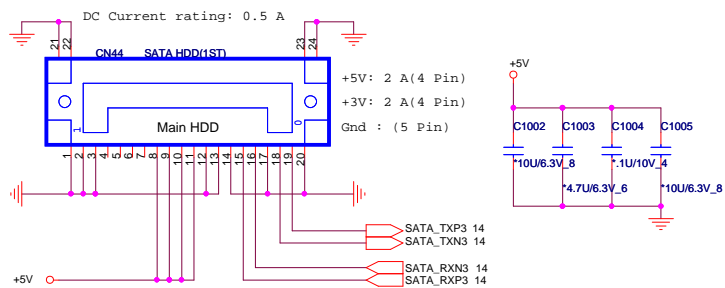 DC Current rating: 0.5 A
21
22
23
24
CN44 SATA HDD(1ST)
+5V: 2 A(4 Pin)
+3V: 2 A(4 Pin)
Gnd : (5 Pin)
1
Main HDD
0
1
2
3
4
5
6
7
8
9
10
11
12
13
14
15
16
17
18
19
20
SATA_TXP3 14
SATA_TXN3 14
SATA_RXN3 14
SATA_RXP3 14
+5V
+5V
C1002
C1003
C1004
C1005
*10U/6.3V_8
*.1U/10V_4
*4.7U/6.3V_6
*10U/6.3V_8